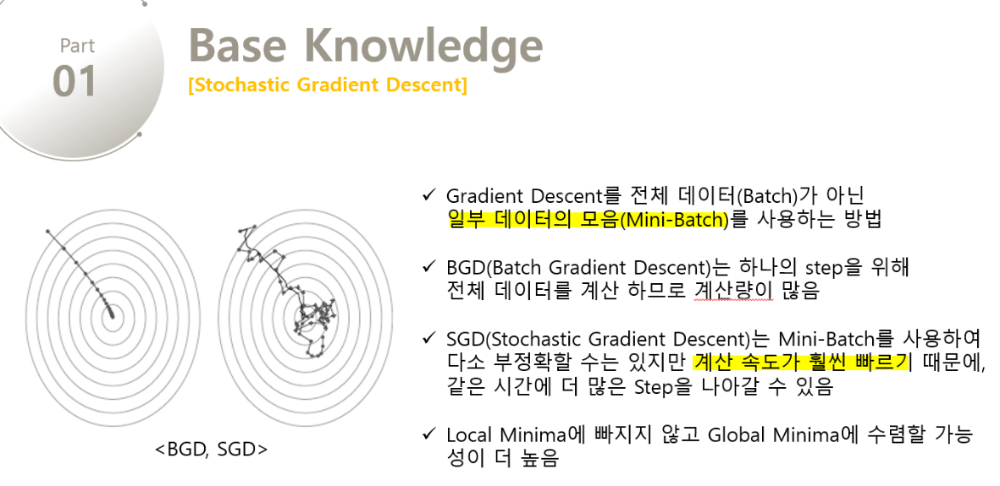 Part
01
Base Knowledge
[Stochastic Gradient Descent]
✓ Gradient Descent를 전체 데이터(Batch)가 아닌
일부 데이터의 모음(Mini-Batch)를 사용하는 방법
✓ BGD(Batch Gradient Descent)는 하나의 step을 위해
전체 데이터를 계산 하므로 계산량이 많음
✓ SGD(Stochastic Gradient Descent)는 Mini-Batch를 사용하여
다소 부정확할 수는 있지만 계산 속도가 훨씬 빠르기 때문에,
같은 시간에 더 많은 Step을 나아갈 수 있음
✓ Local Minima에 빠지지 않고 Global Minima에 수렴할 가능
성이 더 높음
<BGD, SGD>